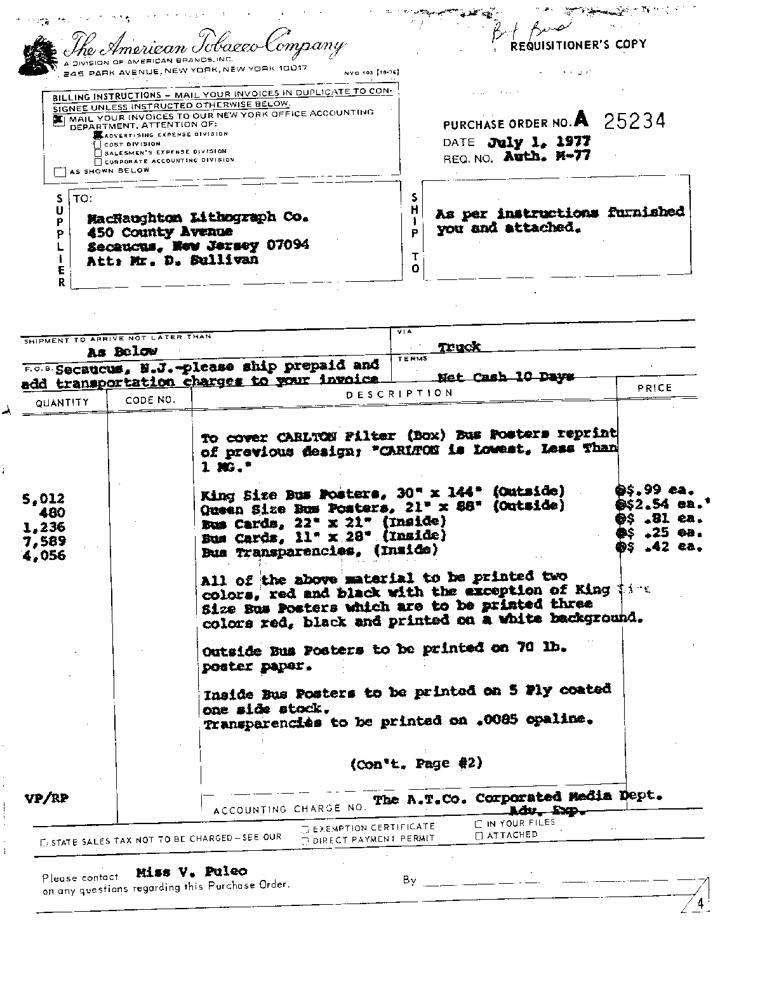 REQUISITIONER'S COPY
The American Tobacco Company
A DIVISION OF AMERICAN BRANDS, INC.
245 PARK AVENUE, NEW YORK, NEW YORK 10017
NYO 103 [10-76]
BILLING INSTRUCTIONS – MAIL YOUR INVOICES IN DUPLICATE TO CON-
SIGNEE UNLESS INSTRUCTED OTHERWISE BELOW.
MAIL YOUR INVOICES TO OUR NEW YORK OFFICE ACCOUNTING
DEPARTMENT, ATTENTION OF:
ADVERTISING EXPENSE DIVISION
COST DIVISION
SALESMEN'S EXPENSE DIVISION
CORPORATE ACCOUNTING DIVISION
AS SHOWN BELOW
PURCHASE ORDER NO. A 25234
DATE July 1, 1977
REQ. NO. Auth. M-77
SUPPLIER
TO:
MacNaughton Lithograph Co.
450 County Avenue
Secaucus, New Jersey 07094
Att: Mr. D. Sullivan
SHIP TO
As per instructions furnished
you and attached.
SHIPMENT TO ARRIVE NOT LATER THAN
As Below
VIA
Truck
F.O.B. Secaucus, N.J.-please ship prepaid and
add transportation charges to your invoice
TERMS
Net Cash 10 Days
QUANTITY CODE NO. DESCRIPTION PRICE
To cover CARLTON Filter (Box) Bus Posters reprint
of previous design; "CARLTON is Lowest, Less Than
1 MG."
5,012 King Size Bus Posters, 30" x 144" (Outside) @$.99 ea.
480 Queen Size Bus Posters, 21" x 88" (Outside) @$2.54 ea.
1,236 Bus Cards, 22" x 21" (Inside) @$ .81 ea.
7,589 Bus Cards, 11" x 28" (Inside) @$ .25 ea.
4,056 Bus Transparencies, (Inside) @$ .42 ea.
All of the above material to be printed two
colors, red and black with the exception of King
Size Bus Posters which are to be printed three
colors red, black and printed on a white background.
Outside Bus Posters to be printed on 70 lb.
poster paper.
Inside Bus Posters to be printed on 5 Ply coated
one side stock.
Transparencies to be printed on .0085 opaline.
(Con't. Page #2)
VP/RP
ACCOUNTING CHARGE NO. The A.T.Co. Corporated Media Dept.
Adv. Exp.
STATE SALES TAX NOT TO BE CHARGED – SEE OUR
EXEMPTION CERTIFICATE
DIRECT PAYMENT PERMIT
IN YOUR FILES
ATTACHED
Please contact Miss V. Puleo
on any questions regarding this Purchase Order.
By
4